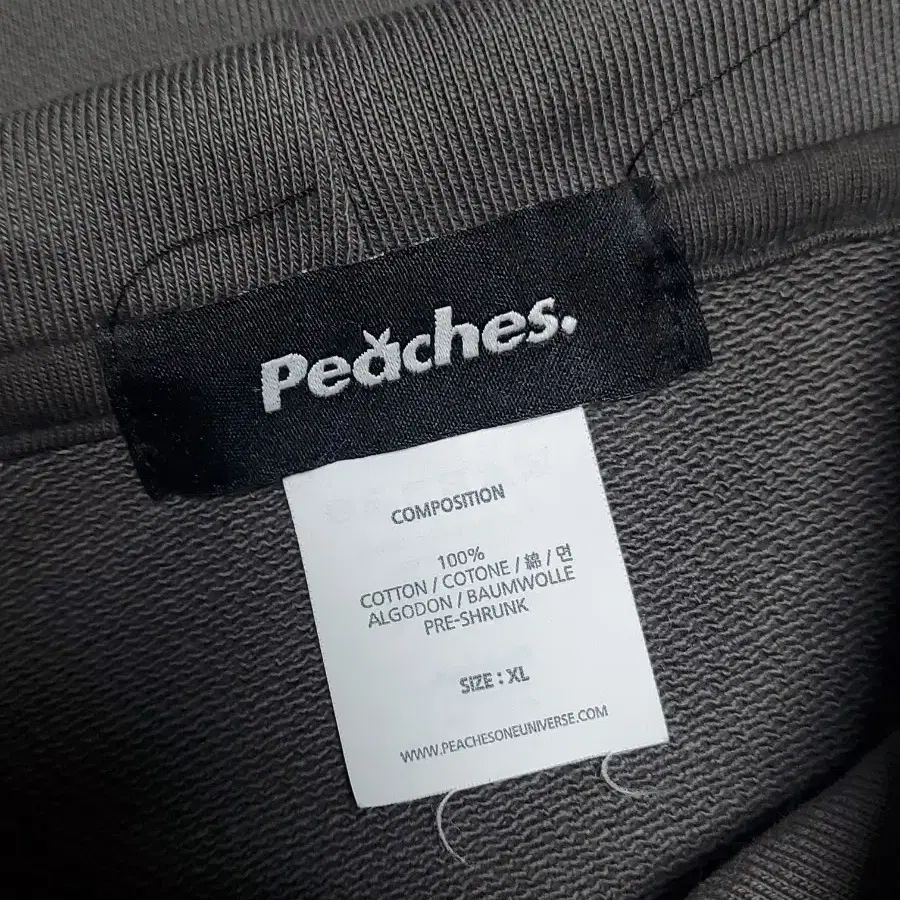 Peaches.
COMPOSITION
100%
COTTON / COTONE / 綿 / 면
ALGODON / BAUMWOLLE
PRE-SHRUNK
SIZE : XL
WWW.PEACHESONEUNIVERSE.COM